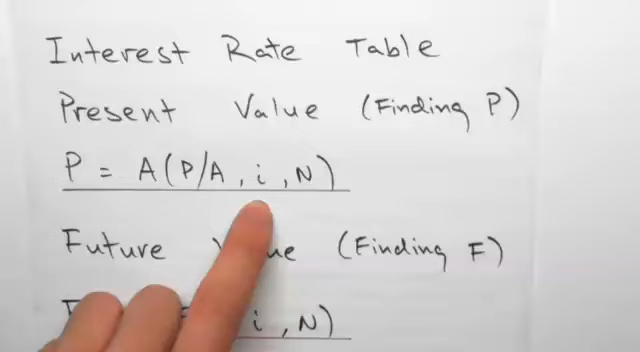 Interest Rate Table
Present Value (Finding P)
P = A(P/A, i, N)
Future (Finding F)
i, N)